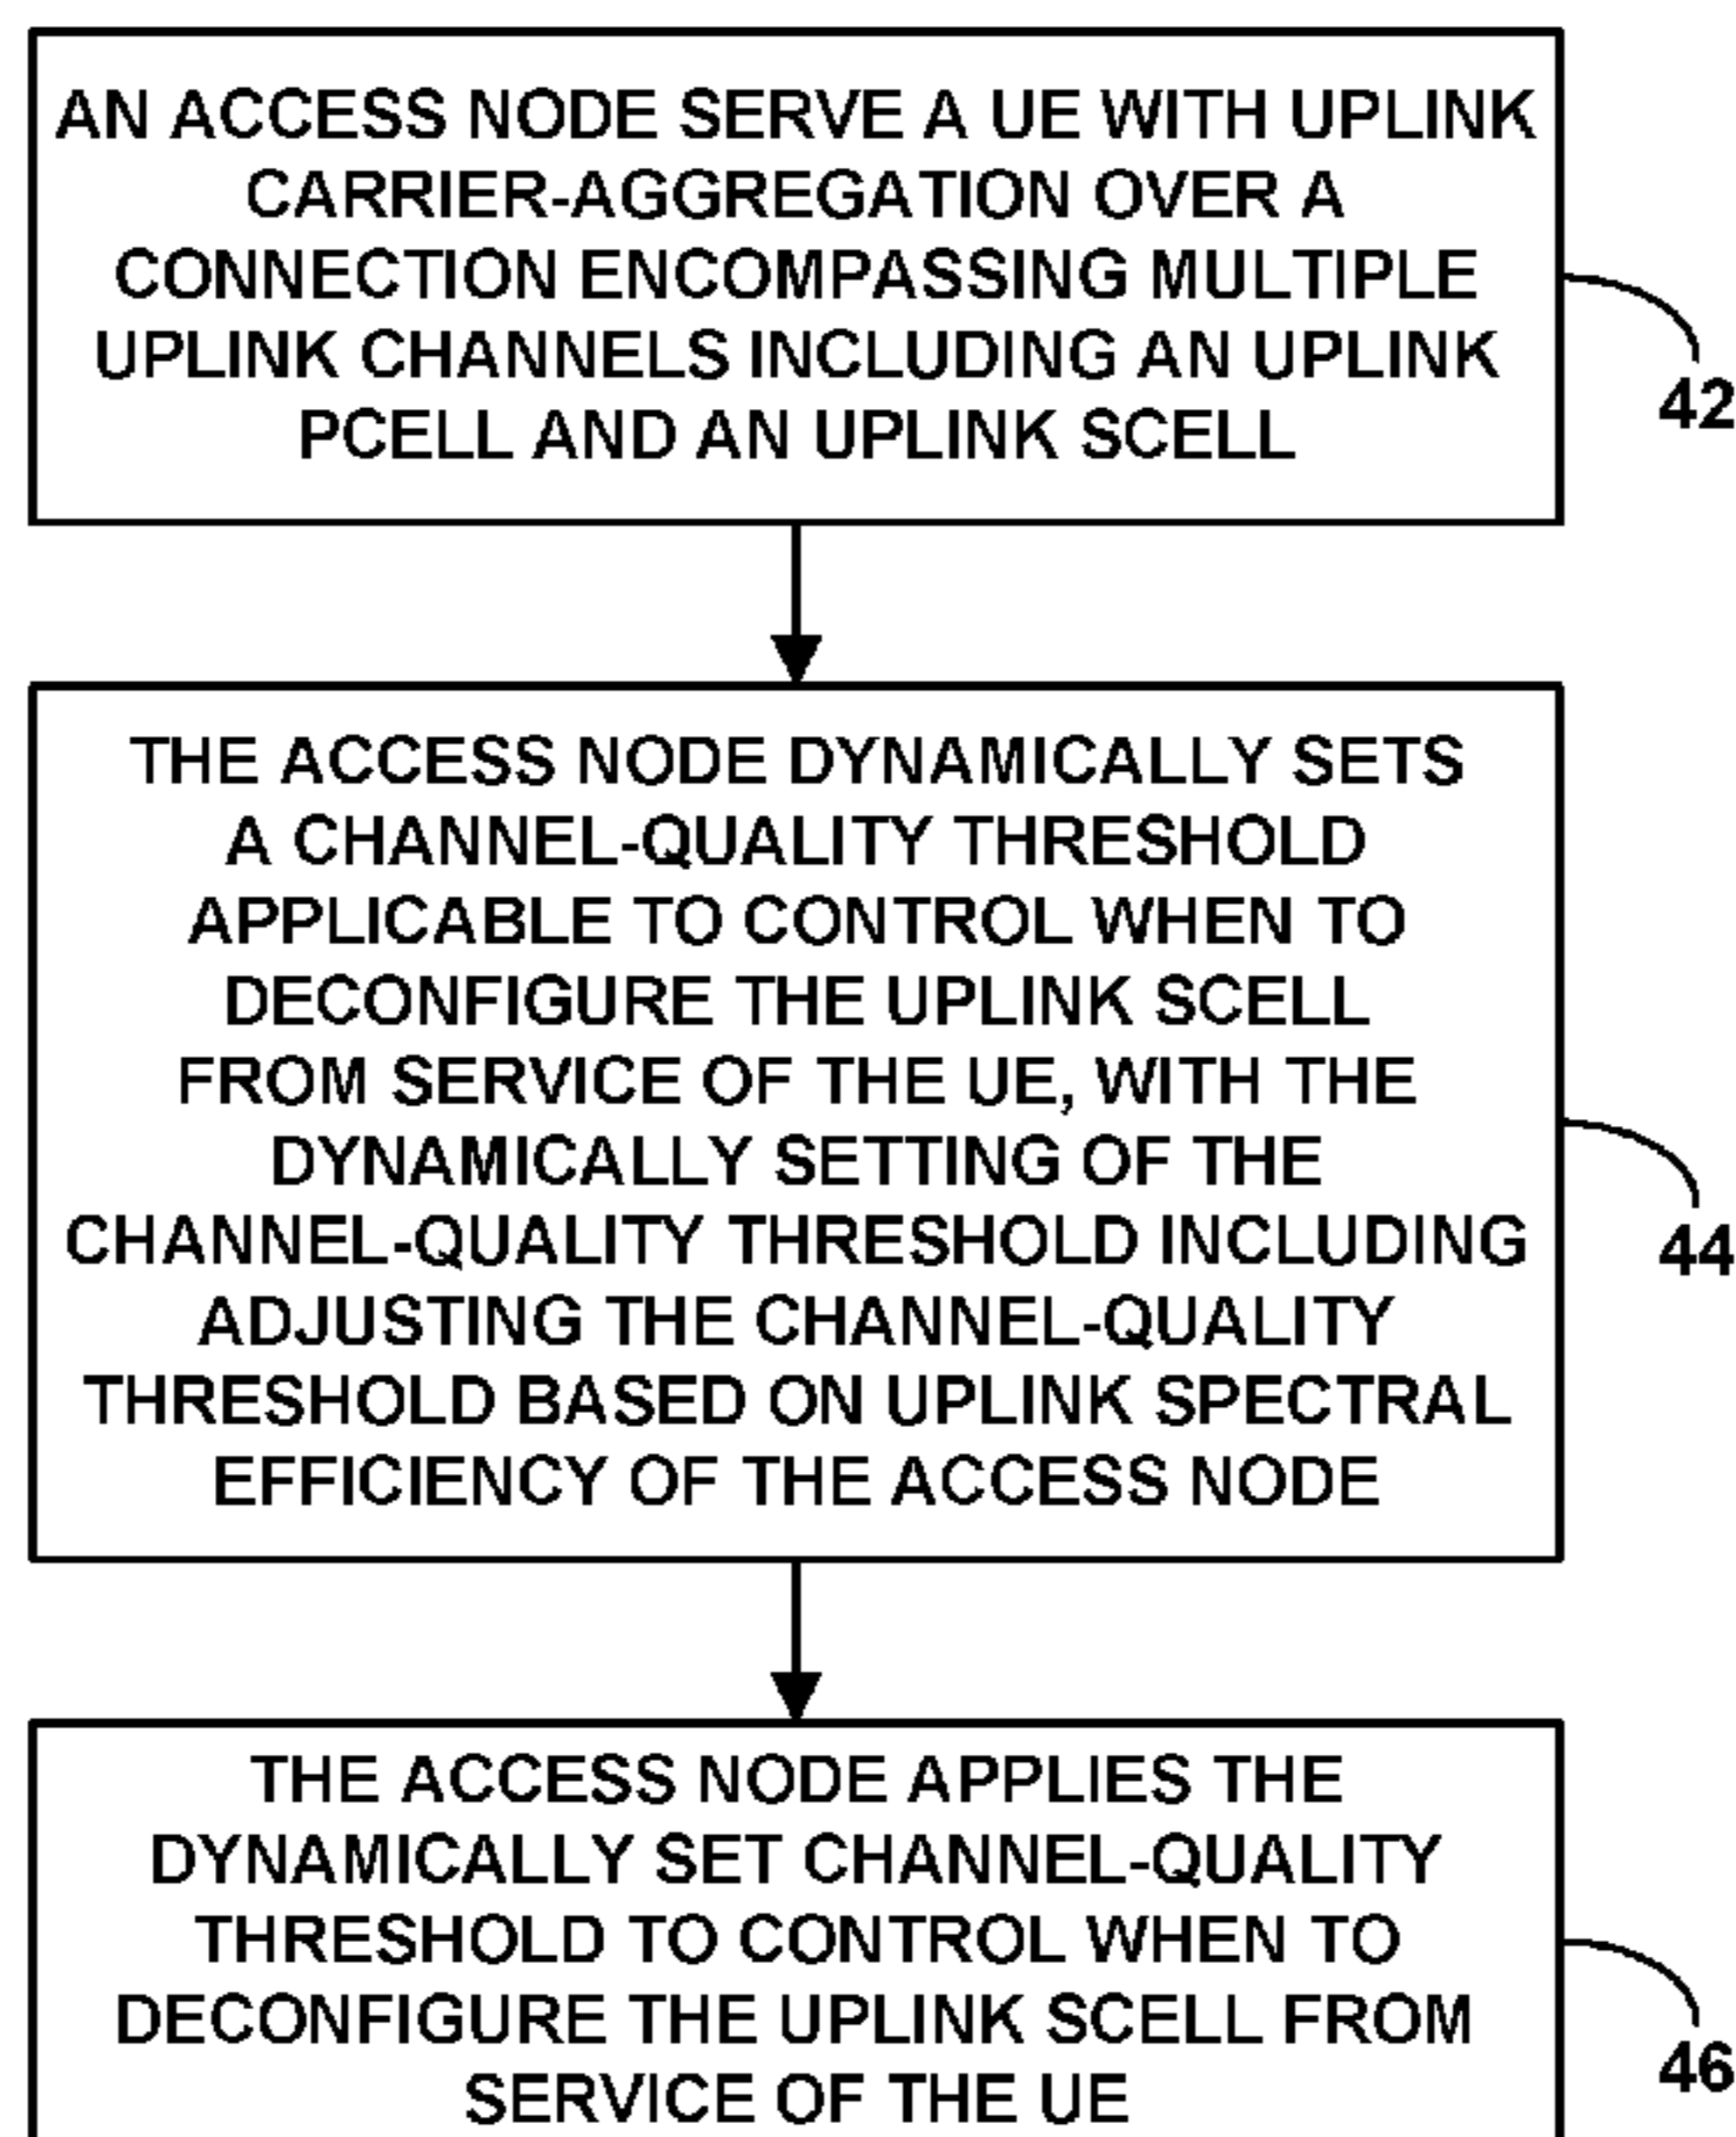 AN ACCESS NODE SERVE A UE WITH UPLINK
CARRIER-AGGREGATION OVER A
CONNECTION ENCOMPASSING MULTIPLE
UPLINK CHANNELS INCLUDING AN UPLINK
PCELL AND AN UPLINK SCELL
42
THE ACCESS NODE DYNAMICALLY SETS
A CHANNEL-QUALITY THRESHOLD
APPLICABLE TO CONTROL WHEN TO
DECONFIGURE THE UPLINK SCELL
FROM SERVICE OF THE UE, WITH THE
DYNAMICALLY SETTING OF THE
CHANNEL-QUALITY THRESHOLD INCLUDING
ADJUSTING THE CHANNEL-QUALITY
THRESHOLD BASED ON UPLINK SPECTRAL
EFFICIENCY OF THE ACCESS NODE
44
THE ACCESS NODE APPLIES THE
DYNAMICALLY SET CHANNEL-QUALITY
THRESHOLD TO CONTROL WHEN TO
DECONFIGURE THE UPLINK SCELL FROM
SERVICE OF THE UE
46